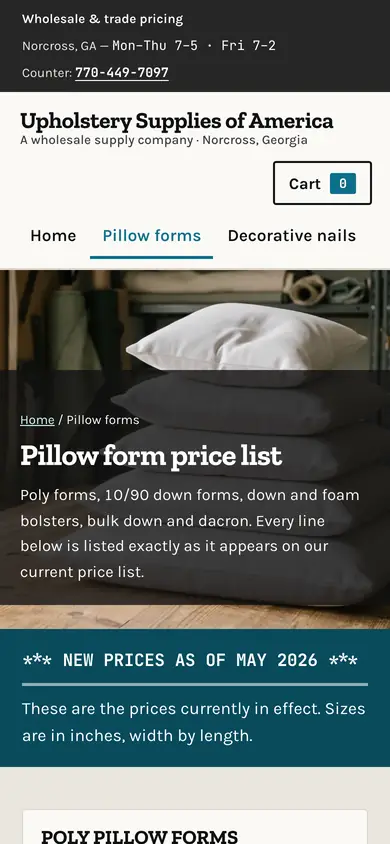 Wholesale & trade pricing
Norcross, GA — Mon–Thu 7–5 · Fri 7–2
Counter: 770-449-7097
Upholstery Supplies of America
A wholesale supply company · Norcross, Georgia
Cart 0
Home Pillow forms Decorative nails
Home / Pillow forms
Pillow form price list
Poly forms, 10/90 down forms, down and foam
bolsters, bulk down and dacron. Every line
below is listed exactly as it appears on our
current price list.
*** NEW PRICES AS OF MAY 2026 ***
These are the prices currently in effect. Sizes
are in inches, width by length.
POLY PILLOW FORMS